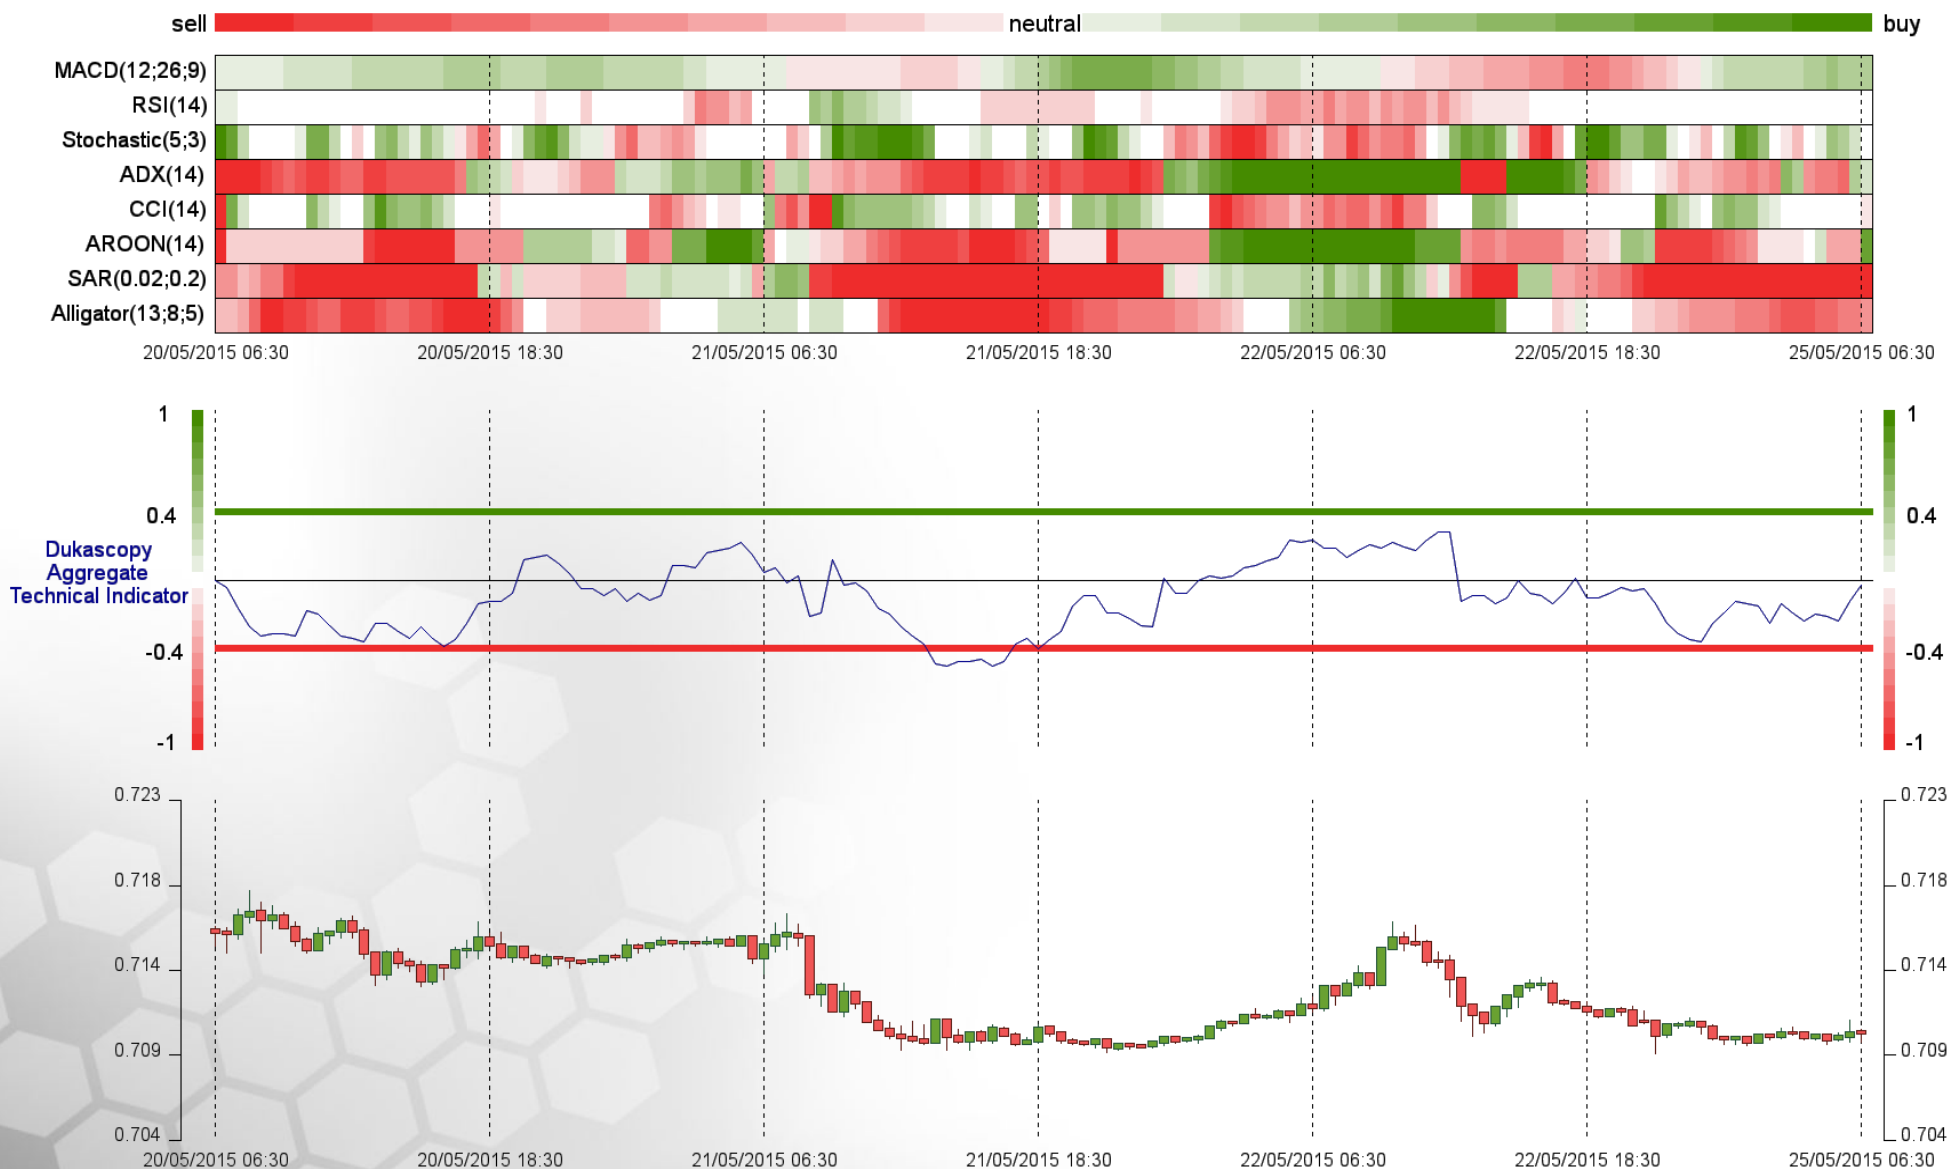 sell neutral buy
MACD(12;26;9)
RSI(14)
Stochastic(5;3)
ADX(14)
CCI(14)
AROON(14)
SAR(0.02;0.2)
Alligator(13;8;5)
20/05/2015 06:30 20/05/2015 18:30 21/05/2015 06:30 21/05/2015 18:30 22/05/2015 06:30 22/05/2015 18:30 25/05/2015 06:30
1 1
0.4 0.4
Dukascopy
Aggregate
Technical Indicator
-0.4 -0.4
-1 -1
0.723 0.723
0.718 0.718
0.714 0.714
0.709 0.709
0.704 0.704
20/05/2015 06:30 20/05/2015 18:30 21/05/2015 06:30 21/05/2015 18:30 22/05/2015 06:30 22/05/2015 18:30 25/05/2015 06:30